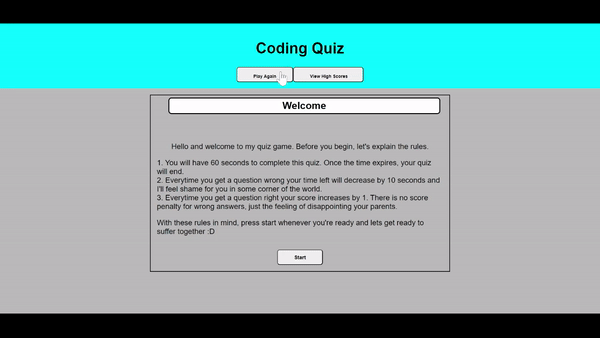 Coding Quiz
Play Again
View High Scores
Welcome
Hello and welcome to my quiz game. Before you begin, let's explain the rules.
1. You will have 60 seconds to complete this quiz. Once the time expires, your quiz
will end.
2. Everytime you get a question wrong your time left will decrease by 10 seconds and
I'll feel shame for you in some corner of the world.
3. Everytime you get a question right your score increases by 1. There is no score
penalty for wrong answers, just the feeling of disappointing your parents.
With these rules in mind, press start whenever you're ready and lets get ready to
suffer together :D
Start